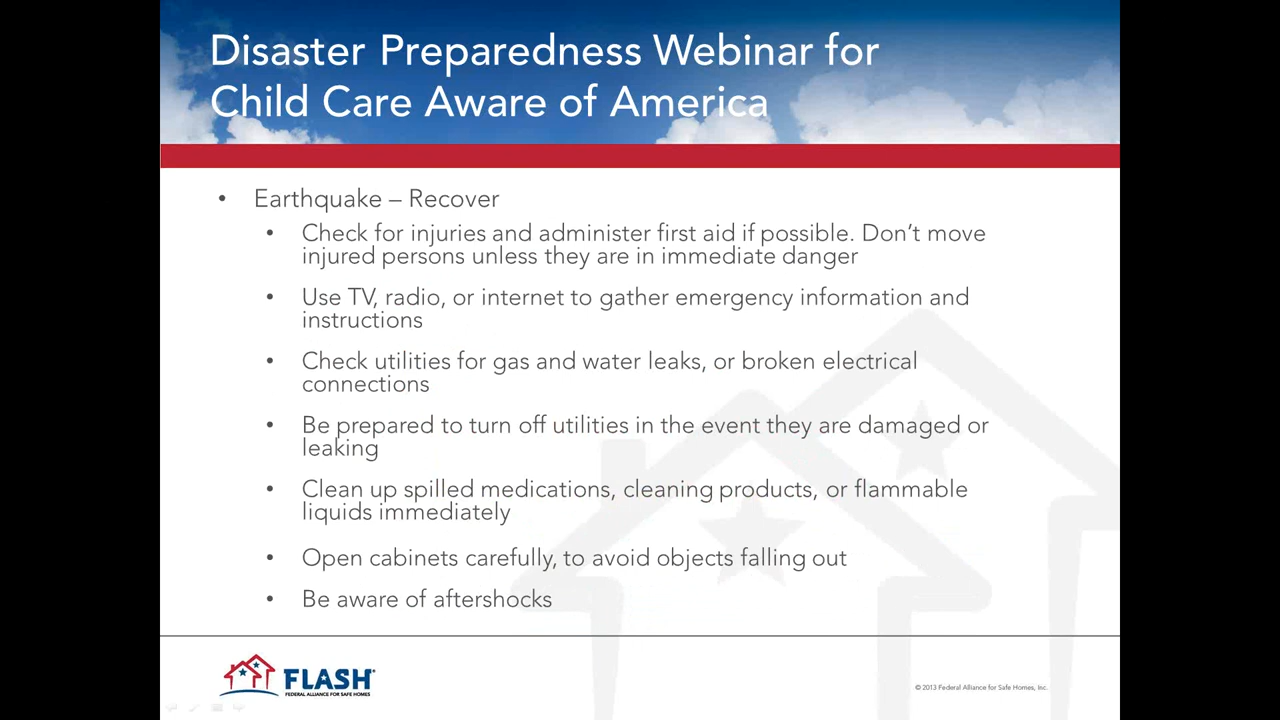 Disaster Preparedness Webinar for
Child Care Aware of America
• Earthquake – Recover
• Check for injuries and administer first aid if possible. Don’t move
injured persons unless they are in immediate danger
• Use TV, radio, or internet to gather emergency information and
instructions
• Check utilities for gas and water leaks, or broken electrical
connections
• Be prepared to turn off utilities in the event they are damaged or
leaking
• Clean up spilled medications, cleaning products, or flammable
liquids immediately
• Open cabinets carefully, to avoid objects falling out
• Be aware of aftershocks
FLASH®
FEDERAL ALLIANCE FOR SAFE HOMES
© 2013 Federal Alliance for Safe Homes, Inc.